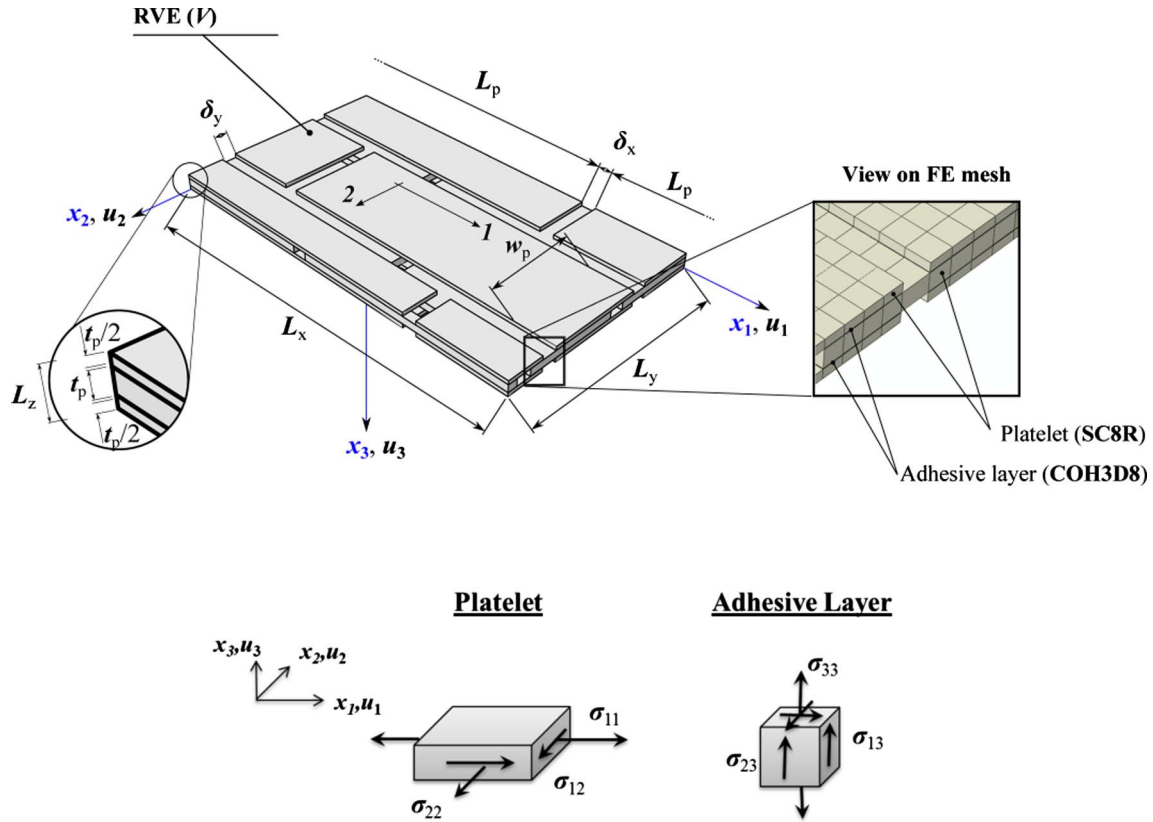 RVE (V)
L_p
δ_y
δ_x
L_p
View on FE mesh
2
x_2, u_2
1
w_p
x_1, u_1
L_x
t_p/2
L_y
t_p
L_z
t_p/2
x_3, u_3
Platelet (SC8R)
Adhesive layer (COH3D8)
Platelet
Adhesive Layer
x_3,u_3
x_2,u_2
σ_33
x_1,u_1
σ_11
σ_13
σ_23
σ_12
σ_22